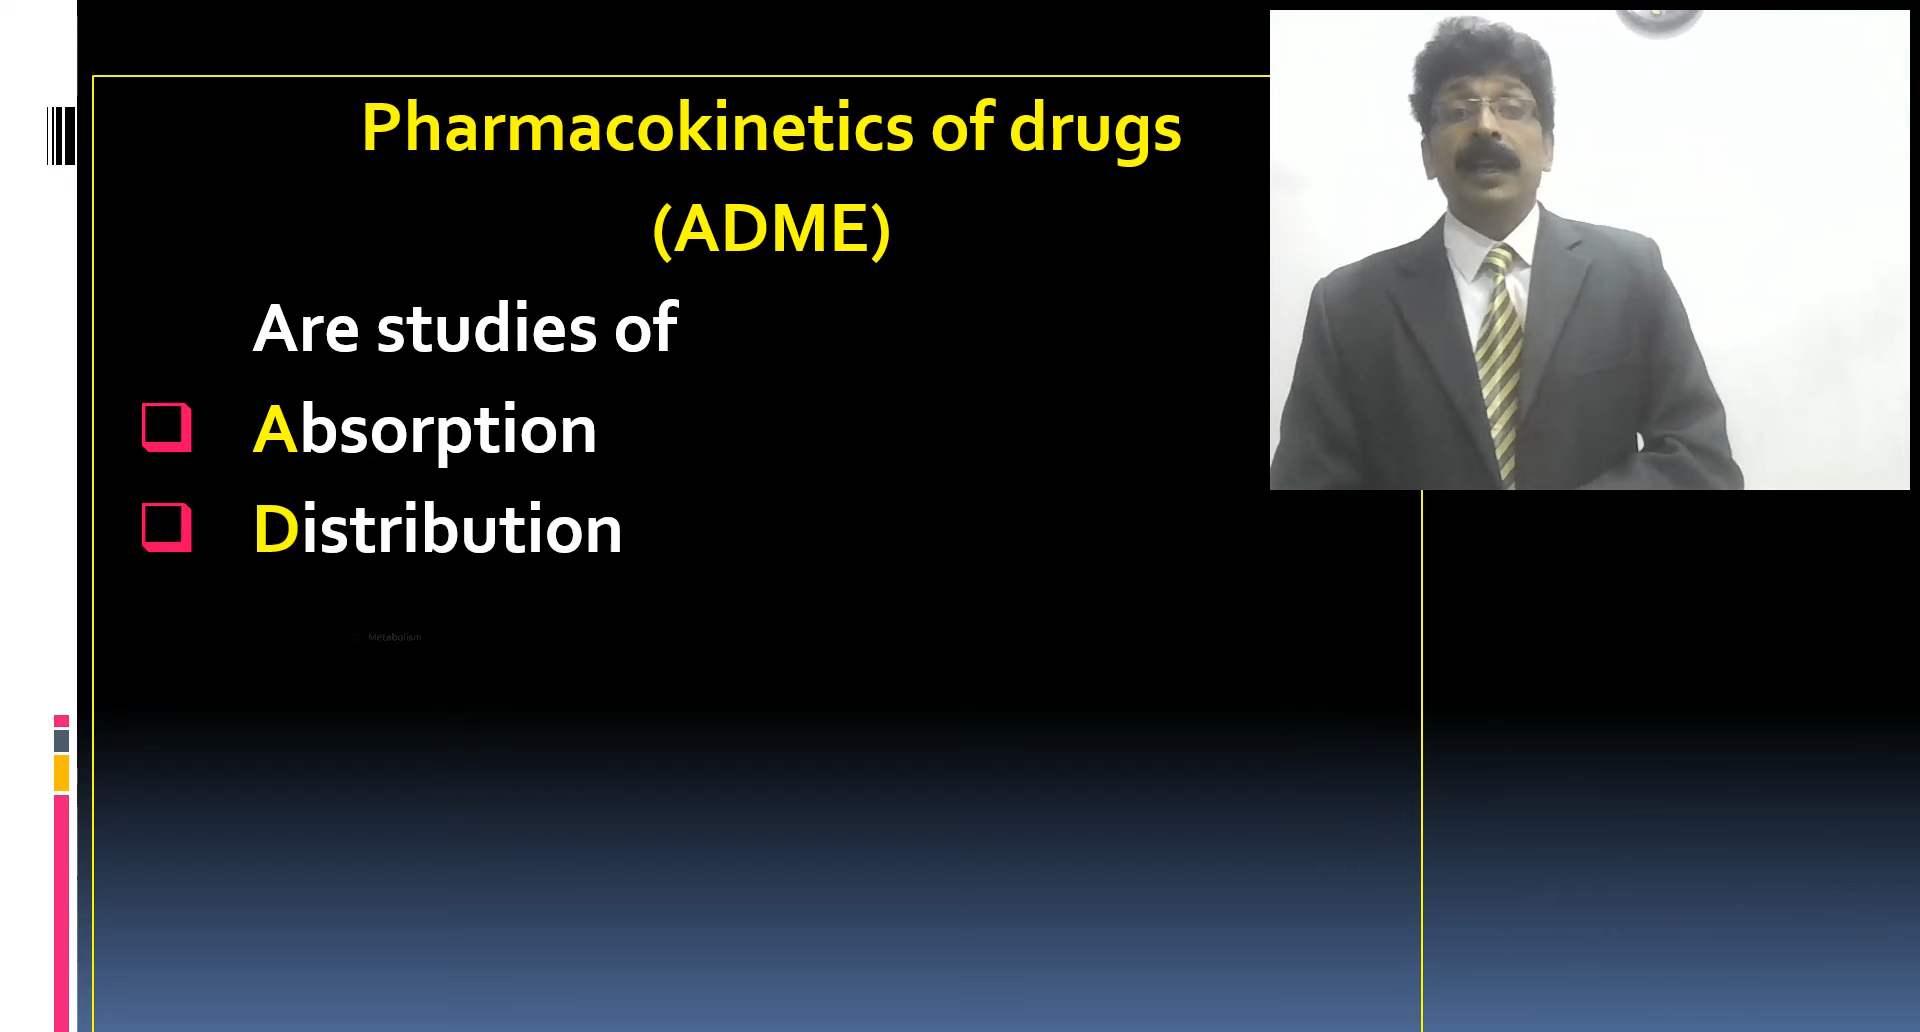 Pharmacokinetics of drugs
(ADME)
Are studies of
❑ Absorption
❑ Distribution
Metabolism